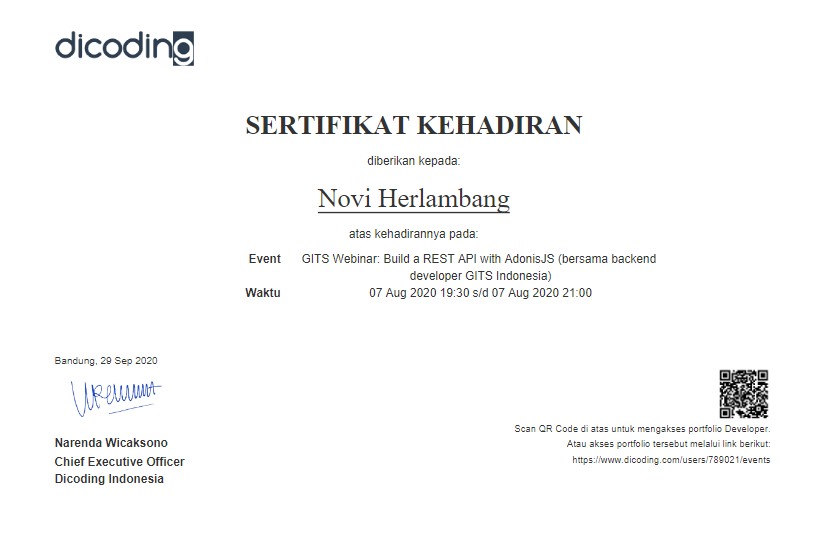 dicoding
SERTIFIKAT KEHADIRAN
diberikan kepada:
Novi Herlambang
atas kehadirannya pada:
Event GITS Webinar: Build a REST API with AdonisJS (bersama backend
developer GITS Indonesia)
Waktu 07 Aug 2020 19:30 s/d 07 Aug 2020 21:00
Bandung, 29 Sep 2020
Narenda Wicaksono
Chief Executive Officer
Dicoding Indonesia
Scan QR Code di atas untuk mengakses portfolio Developer.
Atau akses portfolio tersebut melalui link berikut:
https://www.dicoding.com/users/789021/events